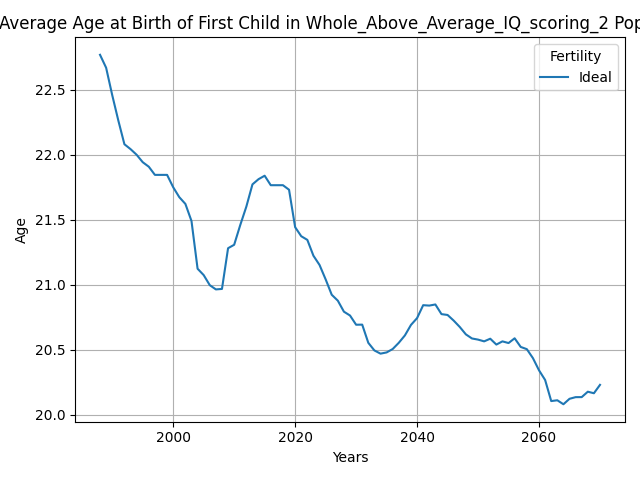 Average Age at Birth of First Child in Whole_Above_Average_IQ_scoring_2 Pop
Fertility
Ideal
22.5
22.0
21.5
21.0
20.5
20.0
Age
2000 2020 2040 2060
Years